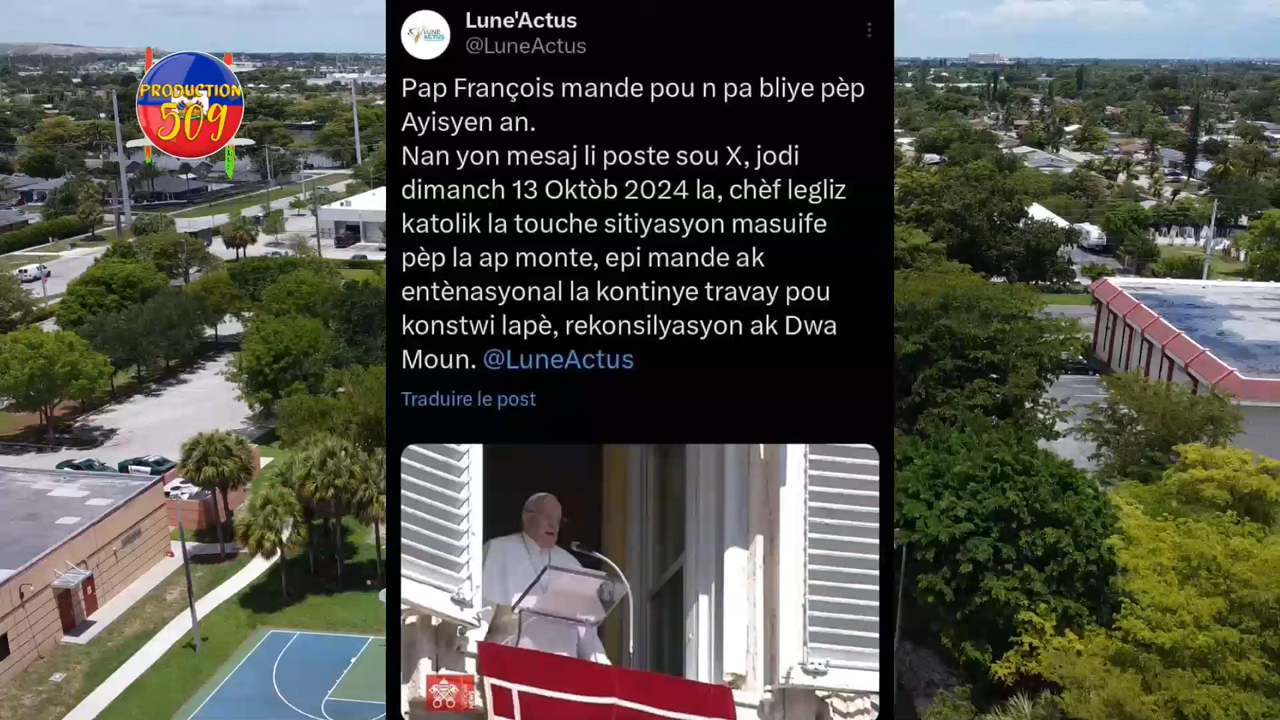 PRODUCTION
509
Lune'Actus
@LuneActus
Pap François mande pou n pa bliye pèp
Ayisyen an.
Nan yon mesaj li poste sou X, jodi
dimanch 13 Oktòb 2024 la, chèf legliz
katolik la touche sitiyasyon masuife
pèp la ap monte, epi mande ak
entènasyonal la kontinye travay pou
konstwi lapè, rekonsilyasyon ak Dwa
Moun. @LuneActus
Traduire le post